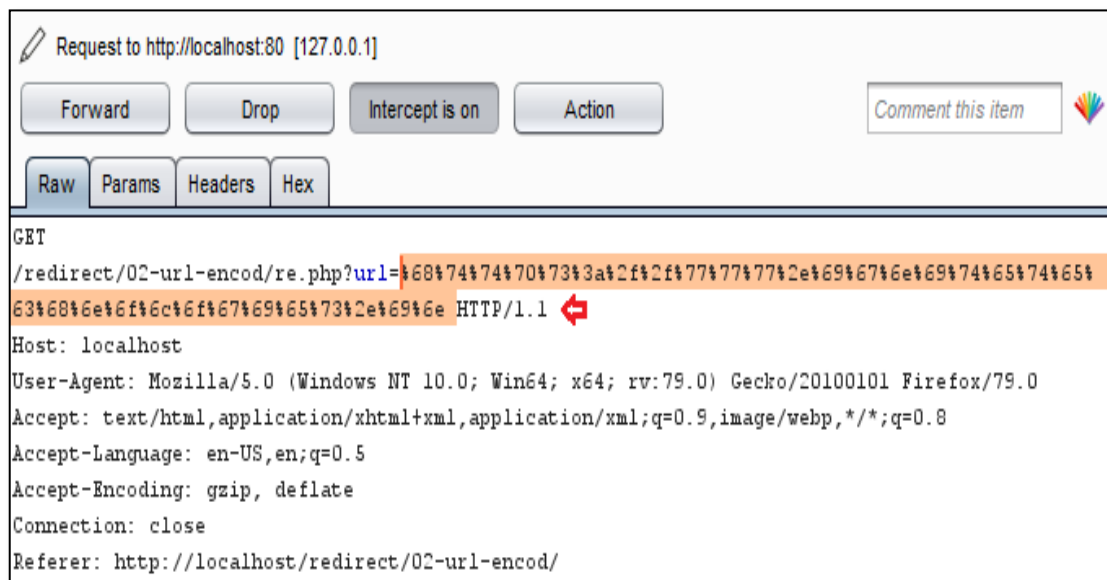 Request to http://localhost:80 [127.0.0.1]
Forward Drop Intercept is on Action Comment this item
Raw Params Headers Hex
GET
/redirect/02-url-encod/re.php?url=%68%74%74%70%73%3a%2f%2f%77%77%77%2e%69%67%6e%69%74%65%74%65%
63%68%6e%6f%6c%6f%67%69%65%73%2e%69%6e HTTP/1.1
Host: localhost
User-Agent: Mozilla/5.0 (Windows NT 10.0; Win64; x64; rv:79.0) Gecko/20100101 Firefox/79.0
Accept: text/html,application/xhtml+xml,application/xml;q=0.9,image/webp,*/*;q=0.8
Accept-Language: en-US,en;q=0.5
Accept-Encoding: gzip, deflate
Connection: close
Referer: http://localhost/redirect/02-url-encod/